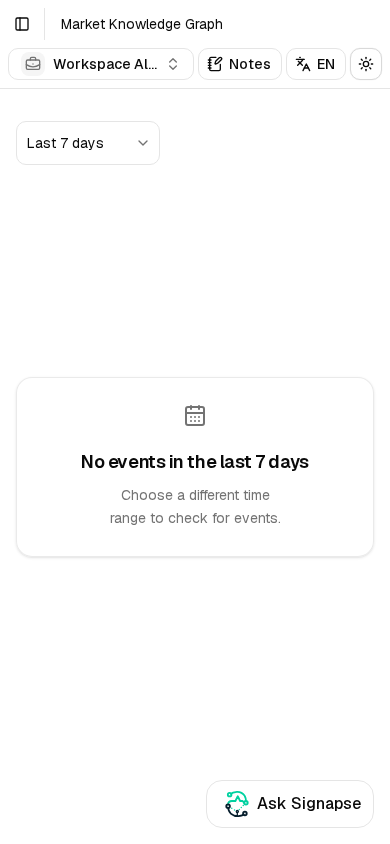 Market Knowledge Graph
Workspace Al...
Notes
EN
Last 7 days
No events in the last 7 days
Choose a different time
range to check for events.
Ask Signapse